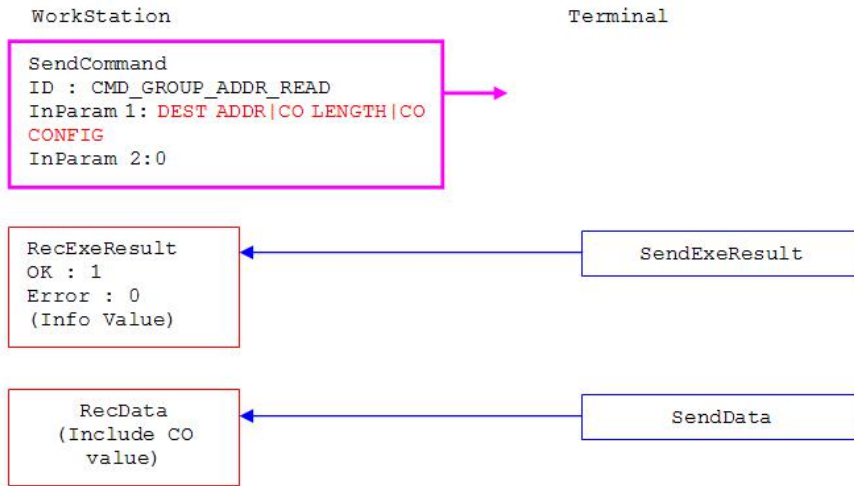 WorkStation
Terminal
SendCommand
ID : CMD_GROUP_ADDR_READ
InParam 1: DEST ADDR|CO LENGTH|CO
CONFIG
InParam 2:0
RecExeResult
OK : 1
Error : 0
(Info Value)
SendExeResult
RecData
(Include CO
value)
SendData